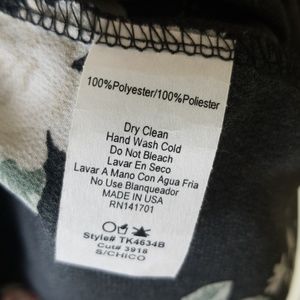 100%Polyester/100%Poliester
Dry Clean
Hand Wash Cold
Do Not Bleach
Lavar En Seco
Lavar A Mano Con Agua Fria
No Use Blanqueador
MADE IN USA
RN141701
Style# TK4634B
Cut# 3918
S/CHICO